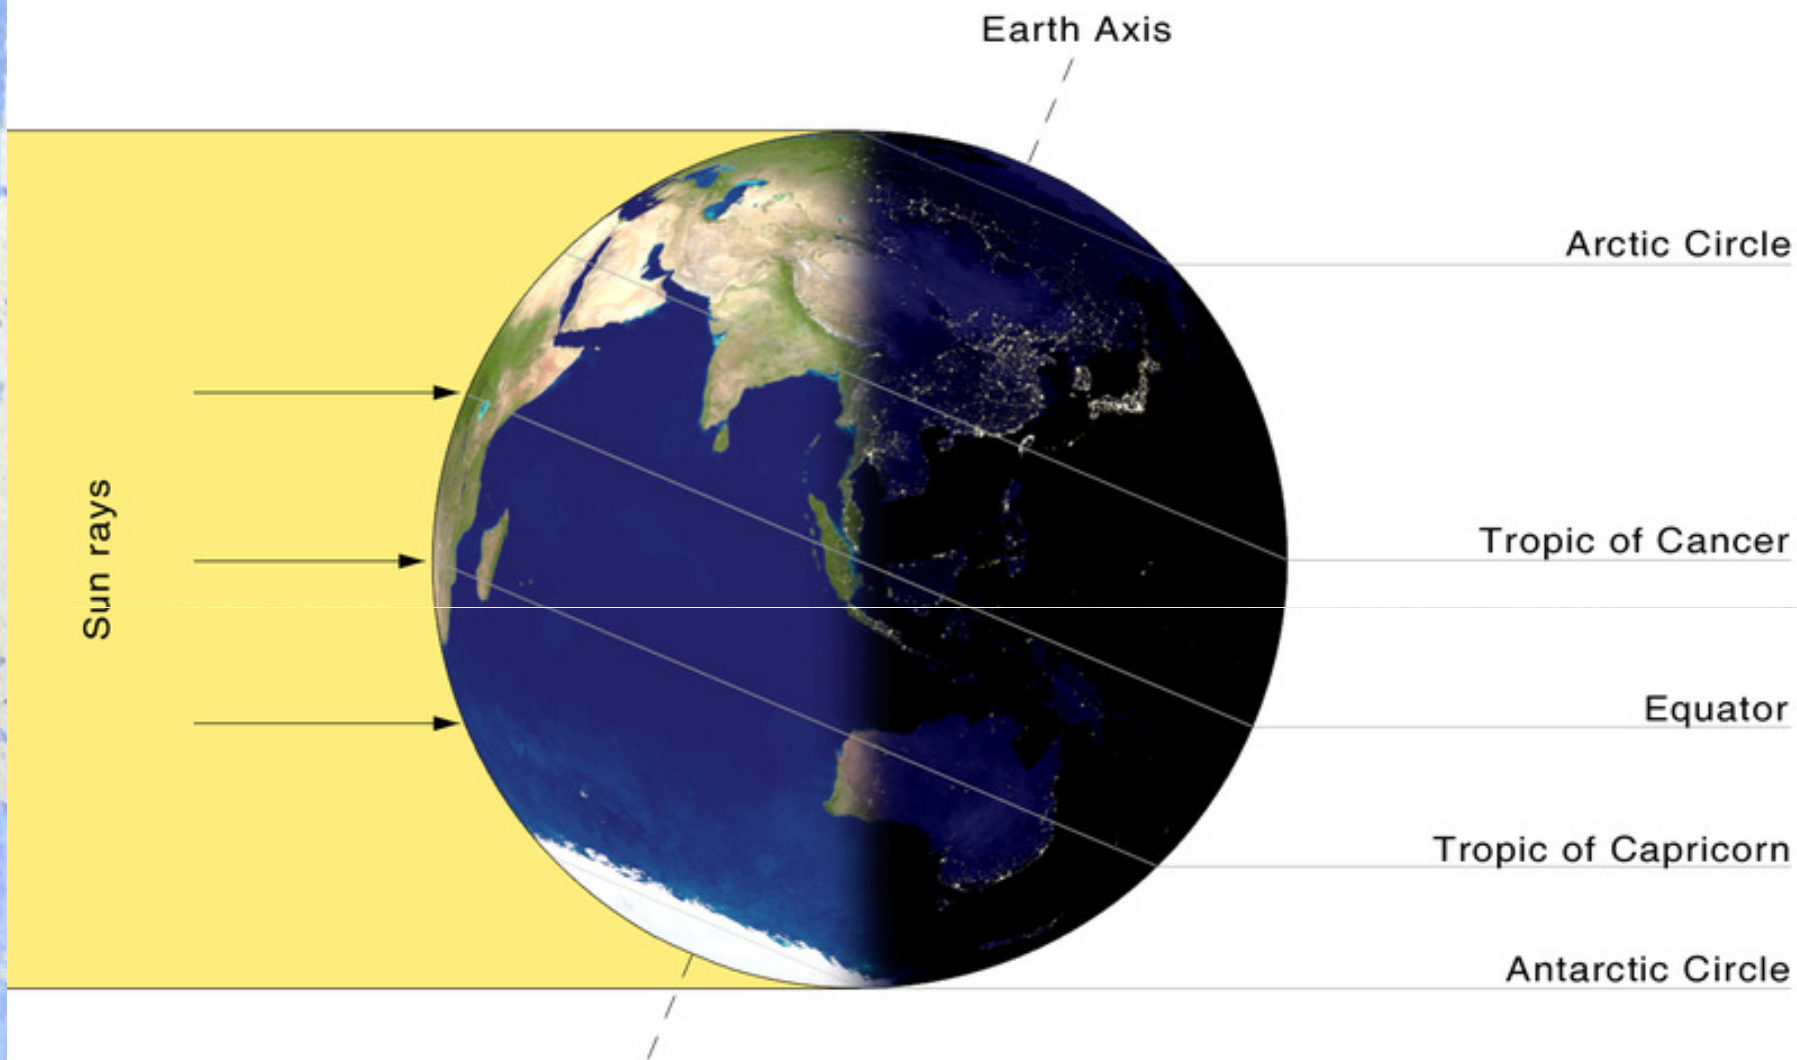 Earth Axis
Arctic Circle
Tropic of Cancer
Sun rays
Equator
Tropic of Capricorn
Antarctic Circle